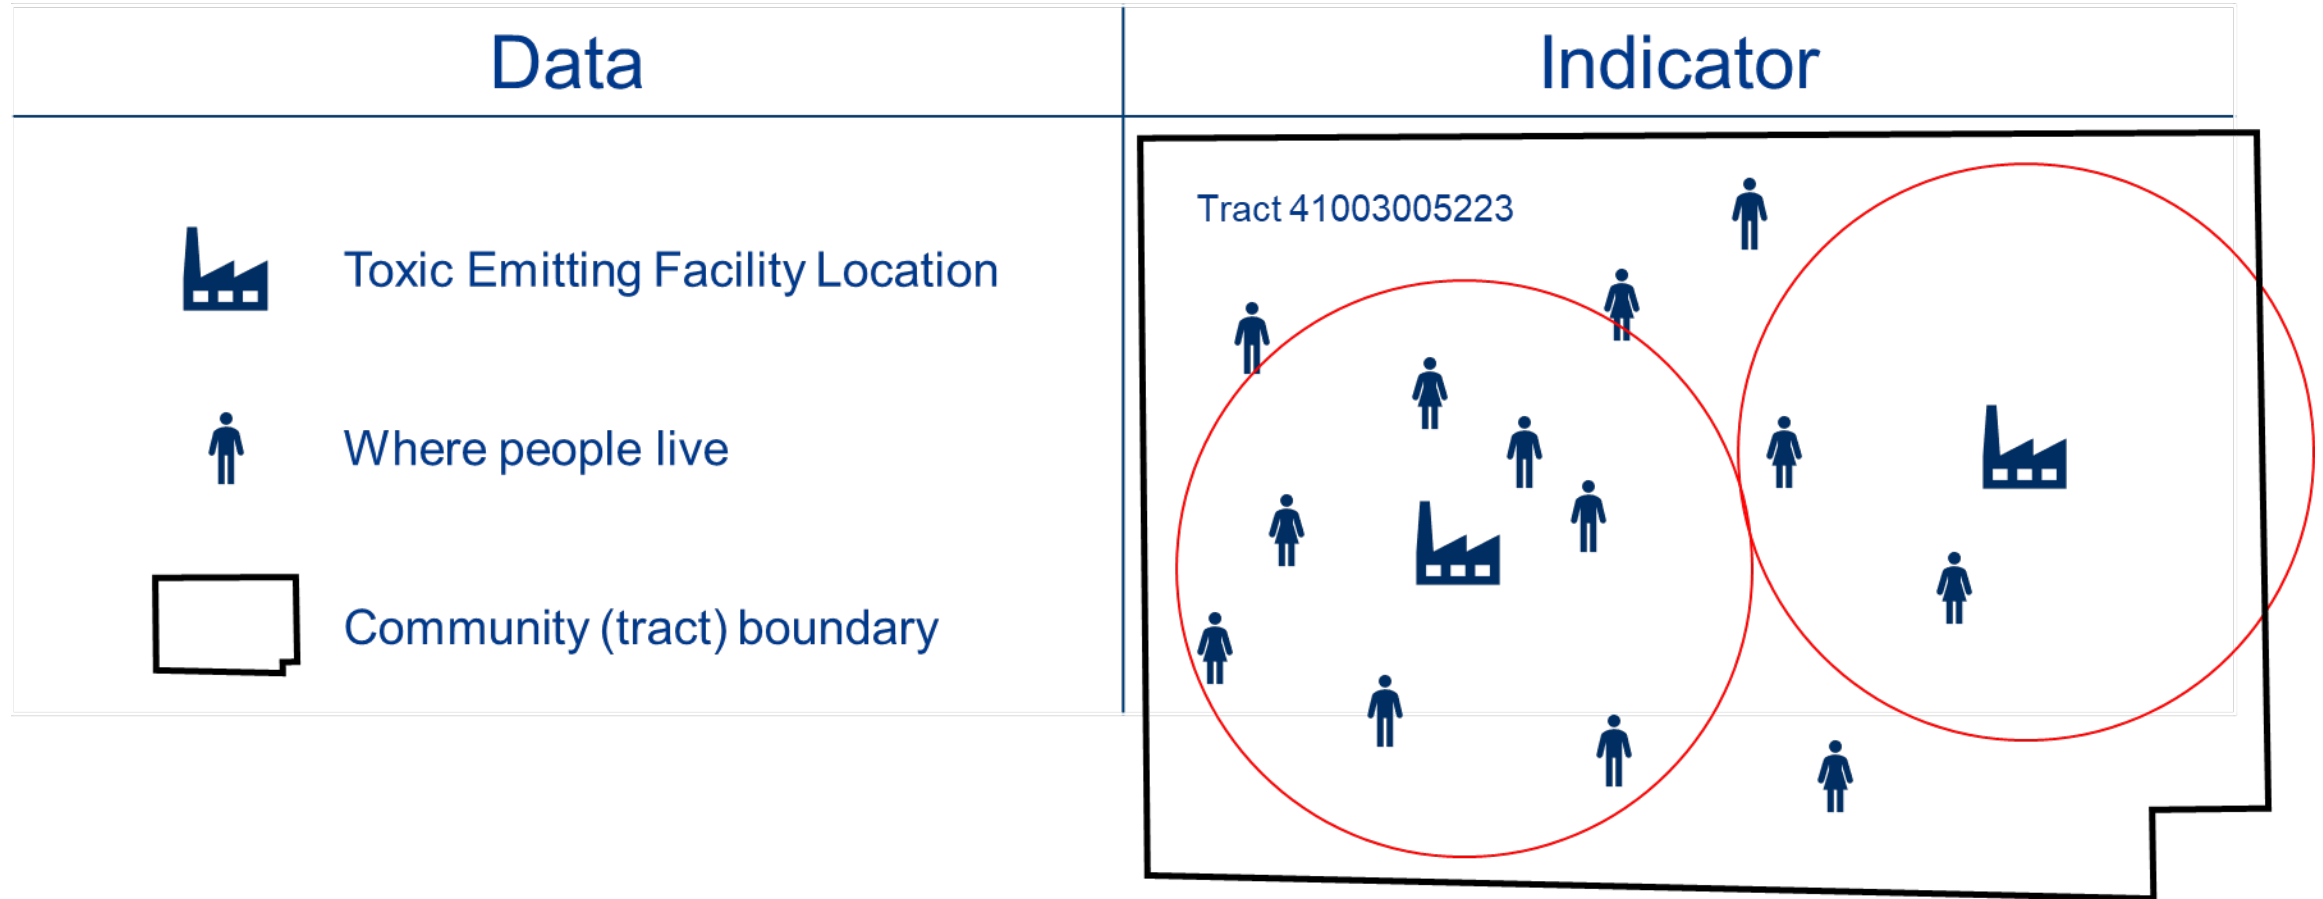 Data
Indicator
Toxic Emitting Facility Location
Where people live
Community (tract) boundary
Tract 41003005223